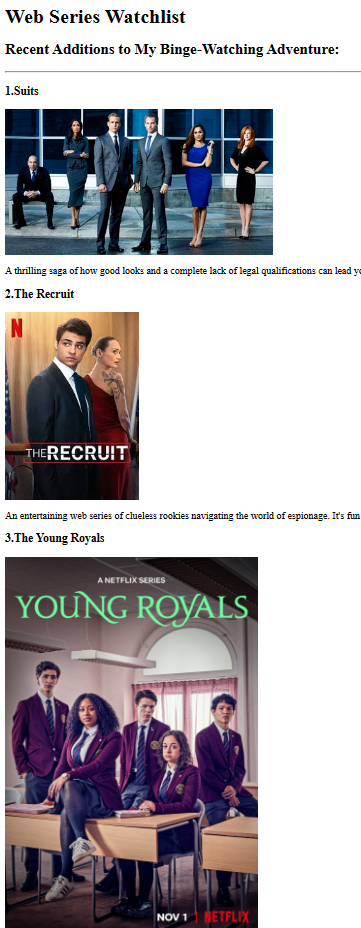 Web Series Watchlist
Recent Additions to My Binge-Watching Adventure:
1.Suits
A thrilling saga of how good looks and a complete lack of legal qualifications can lead
2.The Recruit
N
THE RECRUIT
An entertaining web series of clueless rookies navigating the world of espionage. It's fun
3.The Young Royals
A NETFLIX SERIES
YOUNG ROYALS
NOV 1 | NETFLIX